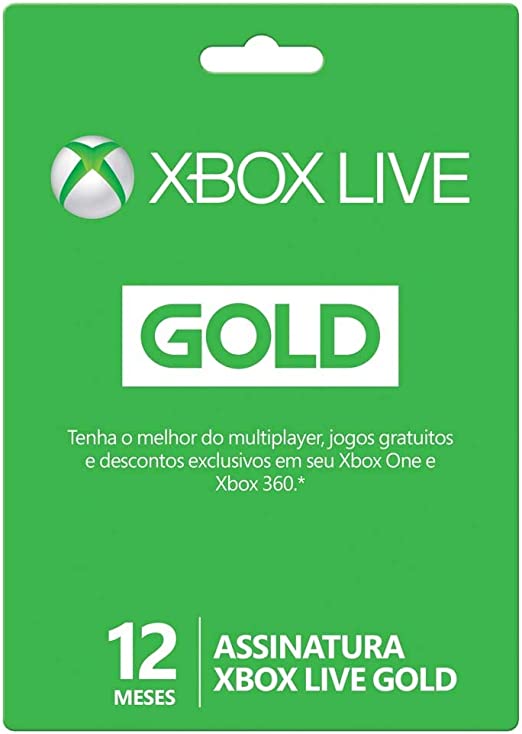 XBOX LIVE
GOLD
Tenha o melhor do multiplayer, jogos gratuitos
e descontos exclusivos em seu Xbox One e
Xbox 360.*
12
MESES
ASSINATURA
XBOX LIVE GOLD